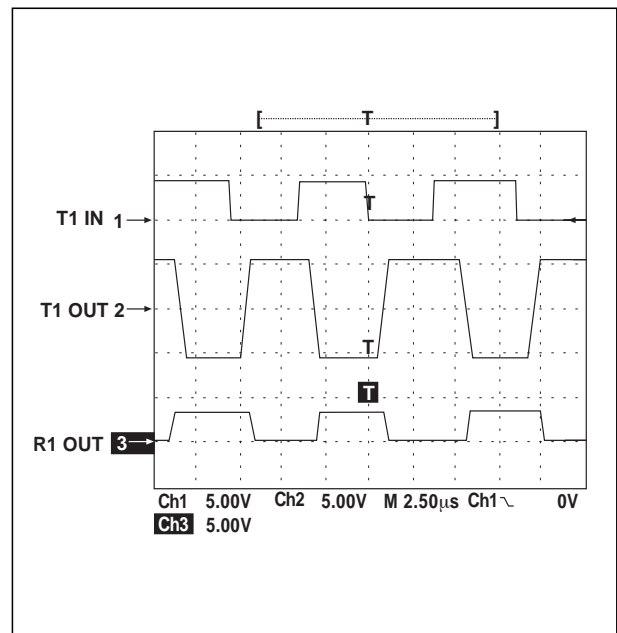 [ T ]
T
T1 IN 1
T1 OUT 2
T
T
R1 OUT 3
Ch1 5.00V Ch2 5.00V M 2.50µs Ch1 0V
Ch3 5.00V